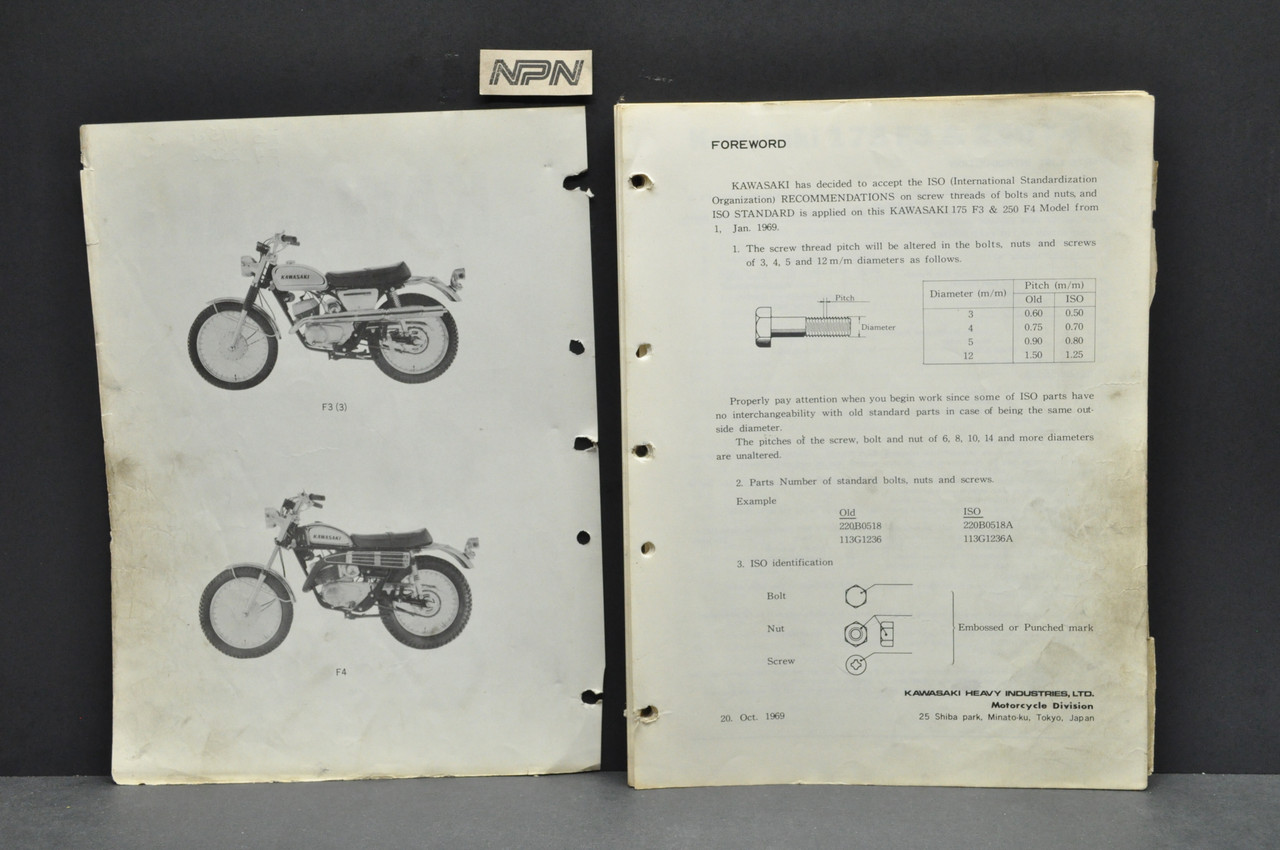 NPN
KAWASAKI
F3 (3)
KAWASAKI
F4
FOREWORD
KAWASAKI has decided to accept the ISO (International Standardization
Organization) RECOMMENDATIONS on screw threads of bolts and nuts, and
ISO STANDARD is applied on this KAWASAKI 175 F3 & 250 F4 Model from
1, Jan. 1969.
1. The screw thread pitch will be altered in the bolts, nuts and screws
of 3, 4, 5 and 12 m/m diameters as follows.
Pitch
Diameter
Diameter (m/m) Pitch (m/m)
Old ISO
3 0.60 0.50
4 0.75 0.70
5 0.90 0.80
12 1.50 1.25
Properly pay attention when you begin work since some of ISO parts have
no interchangeability with old standard parts in case of being the same out-
side diameter.
The pitches of the screw, bolt and nut of 6, 8, 10, 14 and more diameters
are unaltered.
2. Parts Number of standard bolts, nuts and screws.
Example
Old ISO
220B0518 220B0518A
113G1236 113G1236A
3. ISO identification
Bolt
Nut
Embossed or Punched mark
Screw
KAWASAKI HEAVY INDUSTRIES, LTD.
Motorcycle Division
20. Oct. 1969 25 Shiba park, Minato-ku, Tokyo, Japan